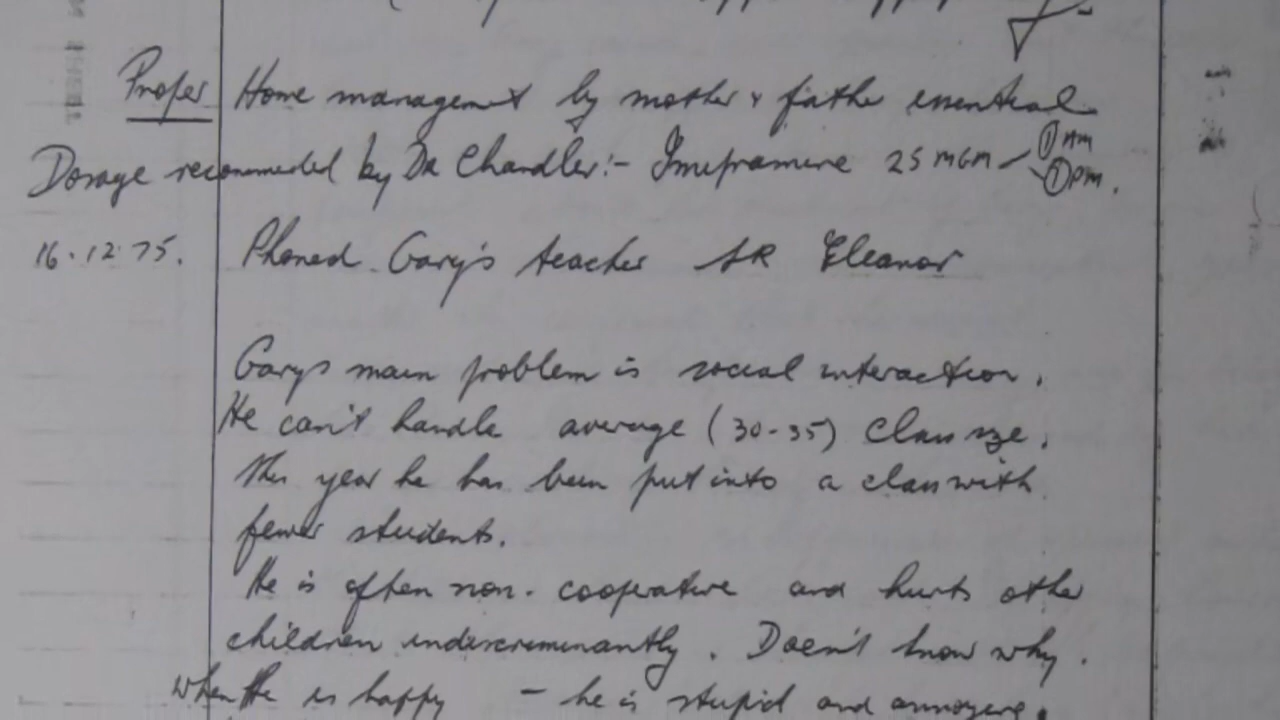 Proper Home management by mother & father essential
Dosage recommended by Dr Chandler:- Imipramine 25 MGM ① AM
① PM.
16.12.75. Phoned Gary's teacher SR Eleanor
Gary's main problem is social interaction.
He can't handle average (30-35) class size.
This year he has been put into a class with
fewer students.
He is often non-cooperative and hurts other
children indiscreminantly. Doesn't know why.
When he is happy – he is stupid and annoying.